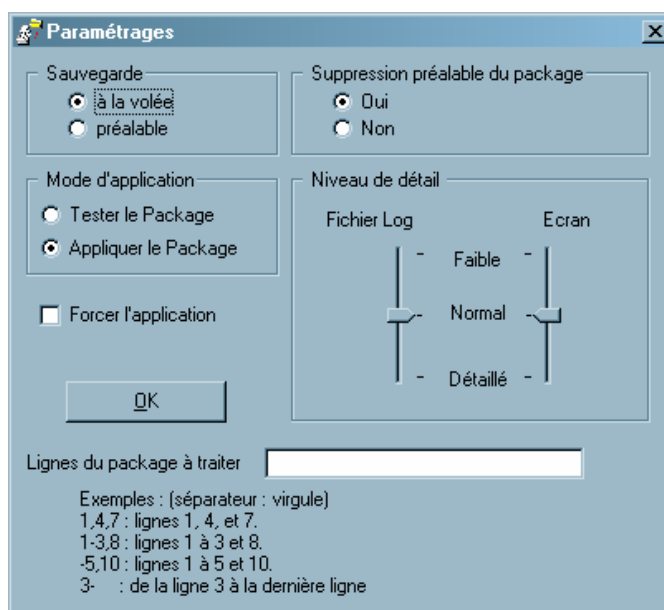 Paramétrages
Sauvegarde
à la volée
préalable
Suppression préalable du package
Oui
Non
Mode d'application
Tester le Package
Appliquer le Package
Niveau de détail
Fichier Log
Ecran
Faible
Normal
Détaillé
Forcer l'application
OK
Lignes du package à traiter
Exemples : (séparateur : virgule)
1,4,7 : lignes 1, 4, et 7.
1-3,8 : lignes 1 à 3 et 8.
-5,10 : lignes 1 à 5 et 10.
3- : de la ligne 3 à la dernière ligne